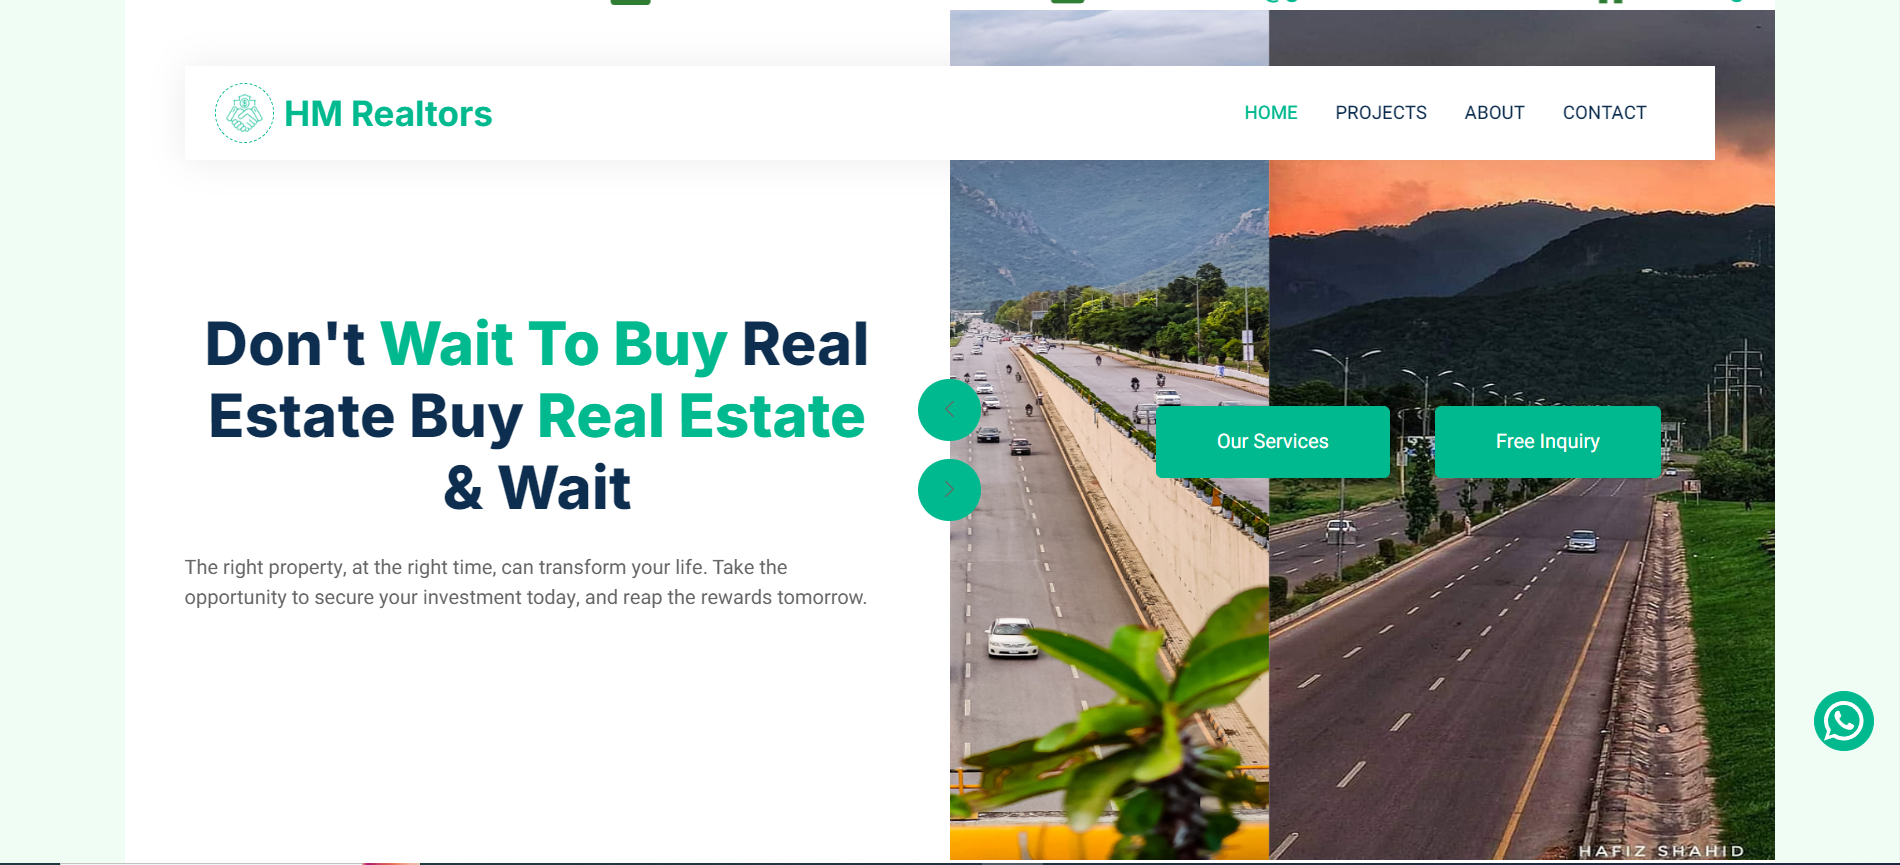 HM Realtors
HOME PROJECTS ABOUT CONTACT
Don't Wait To Buy Real
Estate Buy Real Estate
& Wait
The right property, at the right time, can transform your life. Take the
opportunity to secure your investment today, and reap the rewards tomorrow.
Our Services
Free Inquiry
HAFIZ SHAHID